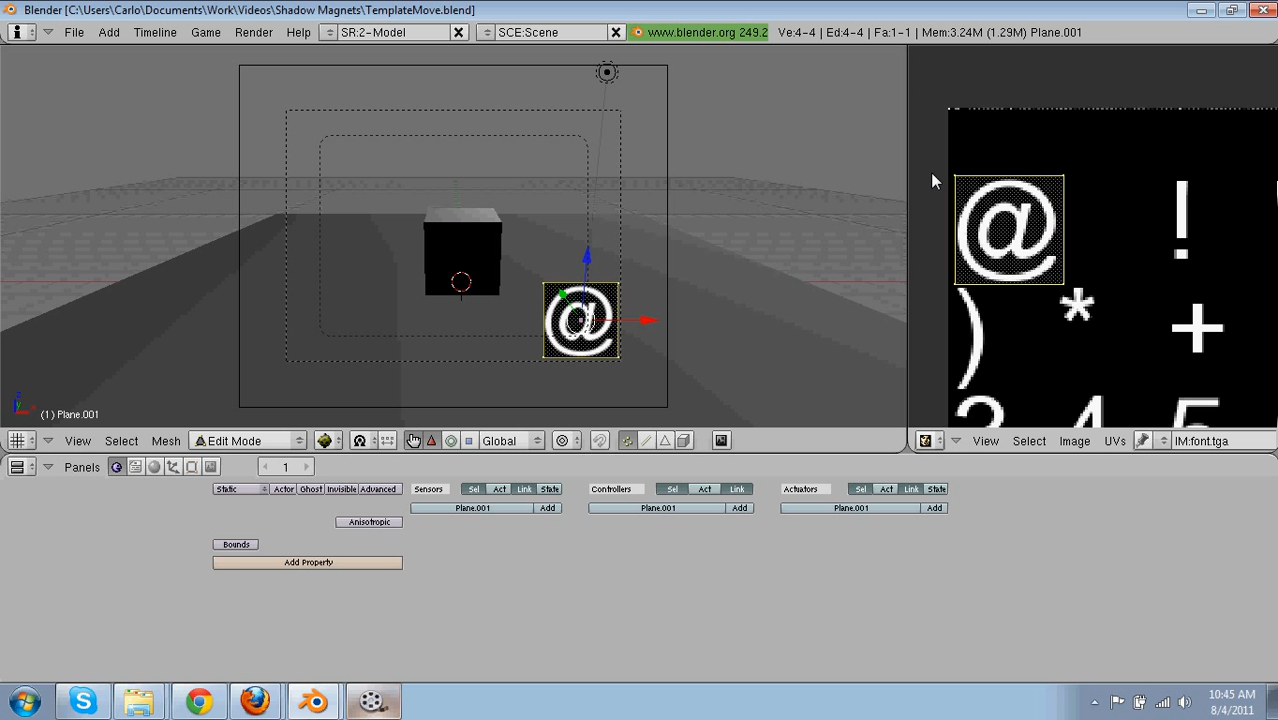 Blender [C:\Users\Carlo\Documents\Work\Videos\Shadow Magnets\TemplateMove.blend]
File Add Timeline Game Render Help SR:2-Model SCE:Scene www.blender.org 249.2 Ve:4-4 | Ed:4-4 | Fa:1-1 | Mem:3.24M (1.29M) Plane.001
@ !
) * +
3 4 5
@
(1) Plane.001
View Select Mesh Edit Mode Global View Select Image UVs IM:font.tga
Panels 1
Static Actor Ghost Invisible Advanced Sensors Sel Act Link State Controllers Sel Act Link Actuators Sel Act Link State
Plane.001 Add Plane.001 Add Plane.001 Add
Anisotropic
Bounds
Add Property
10:45 AM
8/4/2011